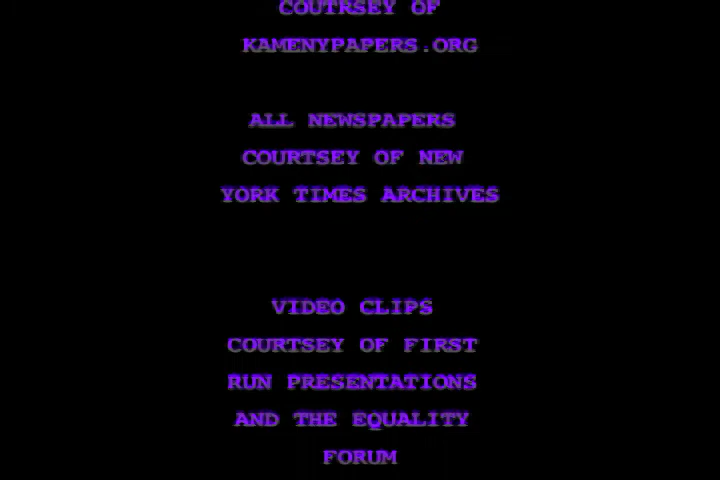 COUTRSEY OF
KAMENYPAPERS.ORG
ALL NEWSPAPERS
COURTSEY OF NEW
YORK TIMES ARCHIVES
VIDEO CLIPS
COURTSEY OF FIRST
RUN PRESENTATIONS
AND THE EQUALITY
FORUM